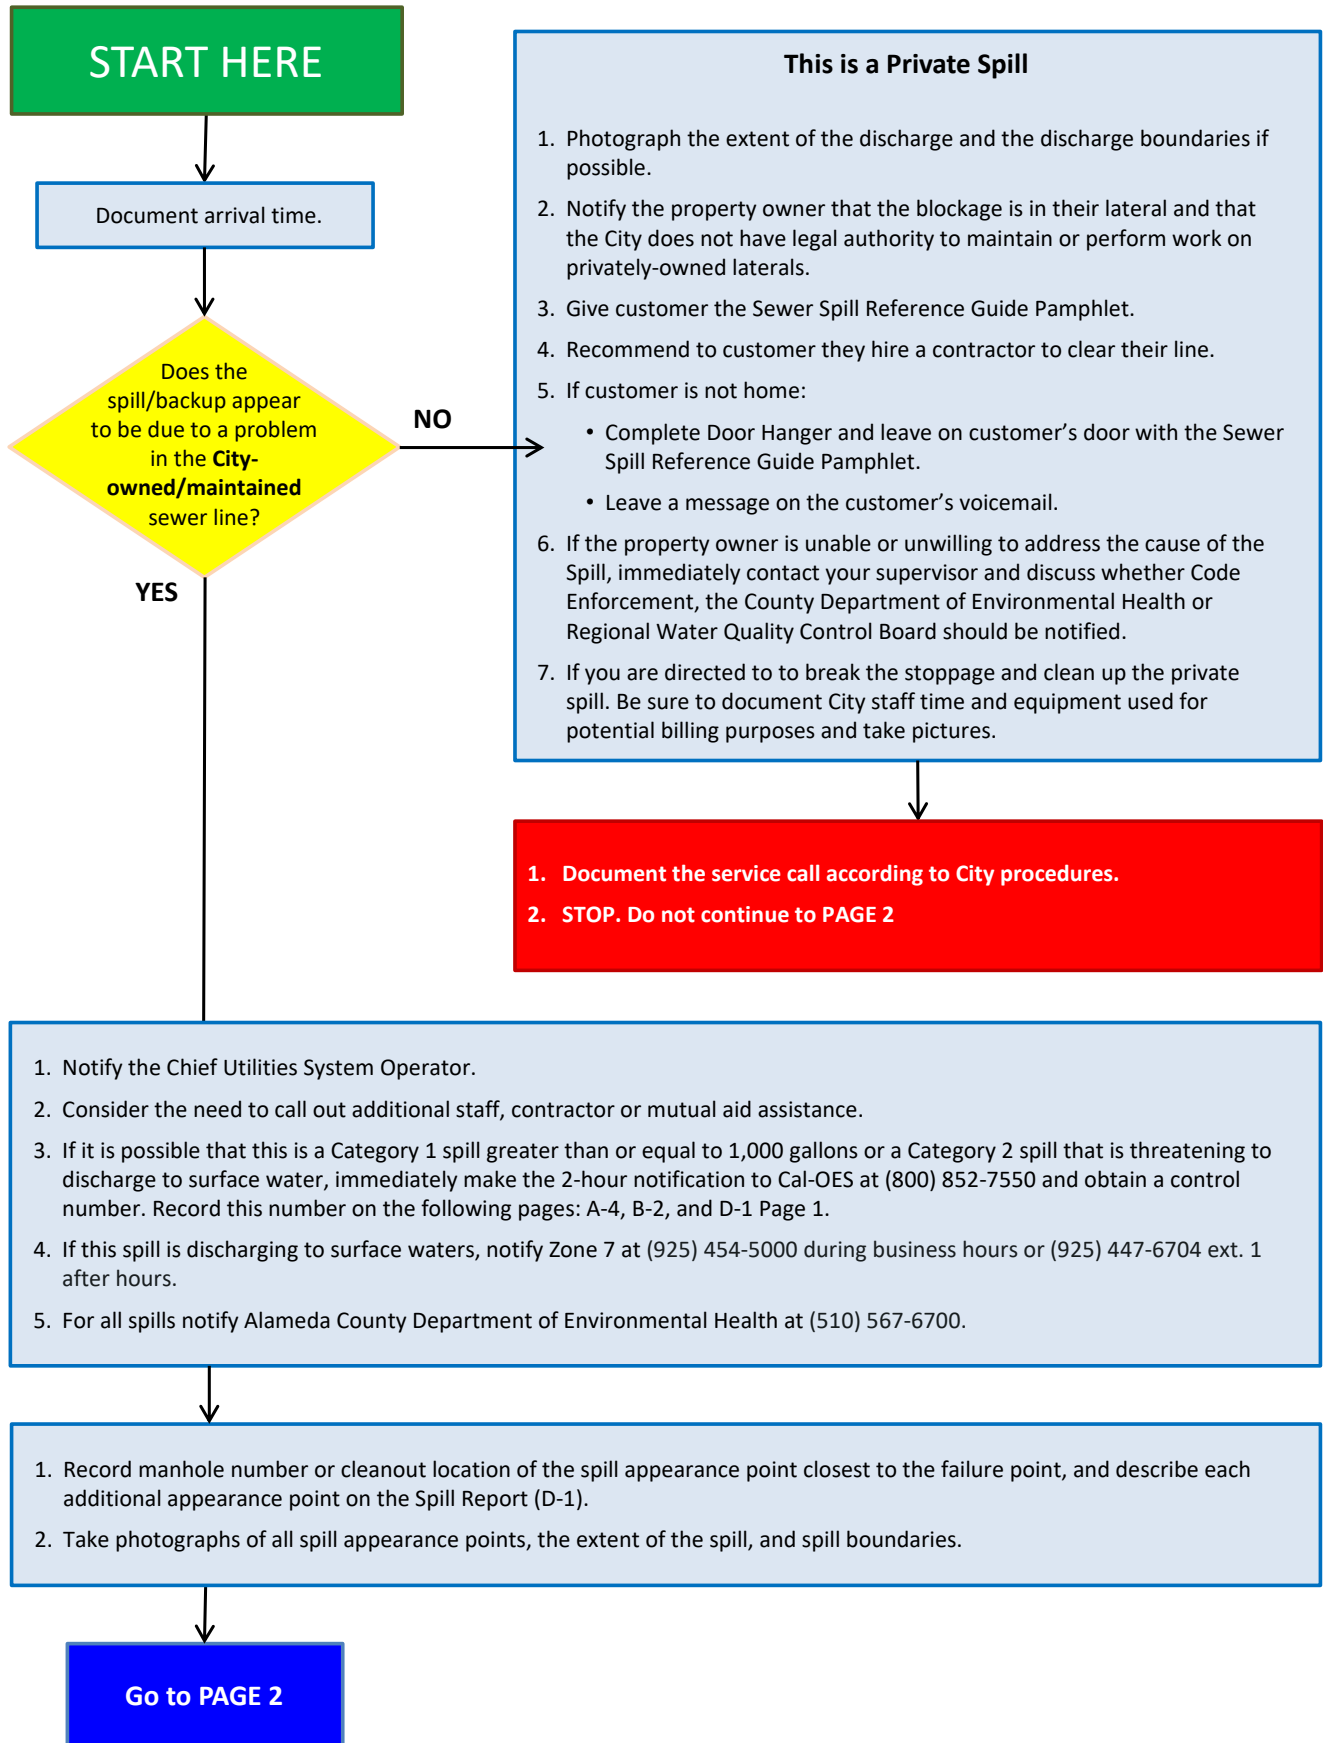 START HERE
Document arrival time.
Does the
spill/backup appear
to be due to a problem
in the City-
owned/maintained
sewer line?
NO
YES
This is a Private Spill
1. Photograph the extent of the discharge and the discharge boundaries if
possible.
2. Notify the property owner that the blockage is in their lateral and that
the City does not have legal authority to maintain or perform work on
privately-owned laterals.
3. Give customer the Sewer Spill Reference Guide Pamphlet.
4. Recommend to customer they hire a contractor to clear their line.
5. If customer is not home:
• Complete Door Hanger and leave on customer’s door with the Sewer
Spill Reference Guide Pamphlet.
• Leave a message on the customer’s voicemail.
6. If the property owner is unable or unwilling to address the cause of the
Spill, immediately contact your supervisor and discuss whether Code
Enforcement, the County Department of Environmental Health or
Regional Water Quality Control Board should be notified.
7. If you are directed to to break the stoppage and clean up the private
spill. Be sure to document City staff time and equipment used for
potential billing purposes and take pictures.
1. Document the service call according to City procedures.
2. STOP. Do not continue to PAGE 2
1. Notify the Chief Utilities System Operator.
2. Consider the need to call out additional staff, contractor or mutual aid assistance.
3. If it is possible that this is a Category 1 spill greater than or equal to 1,000 gallons or a Category 2 spill that is threatening to
discharge to surface water, immediately make the 2-hour notification to Cal-OES at (800) 852-7550 and obtain a control
number. Record this number on the following pages: A-4, B-2, and D-1 Page 1.
4. If this spill is discharging to surface waters, notify Zone 7 at (925) 454-5000 during business hours or (925) 447-6704 ext. 1
after hours.
5. For all spills notify Alameda County Department of Environmental Health at (510) 567-6700.
1. Record manhole number or cleanout location of the spill appearance point closest to the failure point, and describe each
additional appearance point on the Spill Report (D-1).
2. Take photographs of all spill appearance points, the extent of the spill, and spill boundaries.
Go to PAGE 2